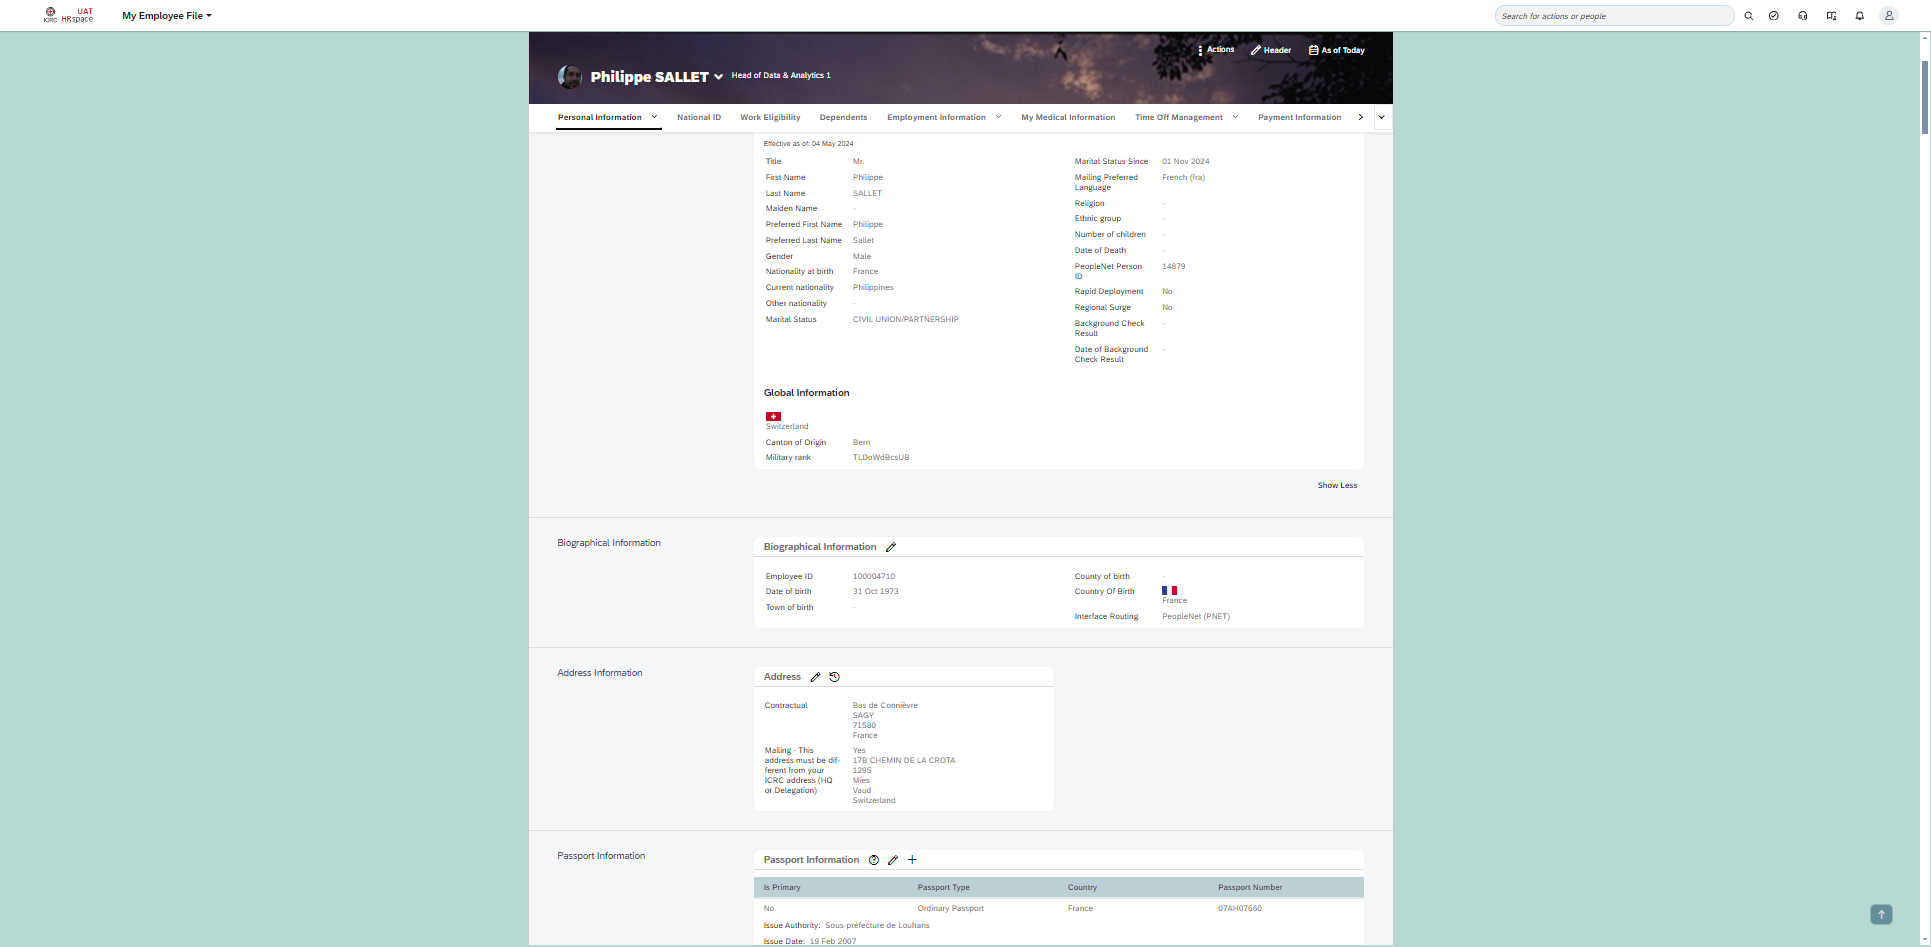 ICRC
UAT
HRspace
My Employee File
Search for actions or people
Actions
Header
As of Today
Philippe SALLET
Head of Data & Analytics 1
Personal Information
National ID
Work Eligibility
Dependents
Employment Information
My Medical Information
Time Off Management
Payment Information
Effective as of: 04 May 2024
Title Mr.
First Name Philippe
Last Name SALLET
Maiden Name -
Preferred First Name Philippe
Preferred Last Name Sallet
Gender Male
Nationality at birth France
Current nationality Philippines
Other nationality -
Marital Status CIVIL UNION/PARTNERSHIP
Marital Status Since 01 Nov 2024
Mailing Preferred French (fra)
Language
Religion -
Ethnic group -
Number of children -
Date of Death -
PeopleNet Person 14879
ID
Rapid Deployment No
Regional Surge No
Background Check -
Result
Date of Background -
Check Result
Global Information
Switzerland
Canton of Origin Bern
Military rank TLDoWdBcsUB
Show Less
Biographical Information
Biographical Information
Employee ID 100004710
Date of birth 31 Oct 1973
Town of birth -
County of birth -
Country Of Birth
France
Interface Routing PeopleNet (PNET)
Address Information
Address
Contractual Bas de Connièvre
SAGY
71580
France
Mailing - This Yes
address must be dif- 17B CHEMIN DE LA CROTA
ferent from your 1295
ICRC address (HQ Mies
or Delegation) Vaud
Switzerland
Passport Information
Passport Information
Is Primary Passport Type Country Passport Number
No Ordinary Passport France 07AH07660
Issue Authority: Sous-préfecture de Louhans
Issue Date: 19 Feb 2007